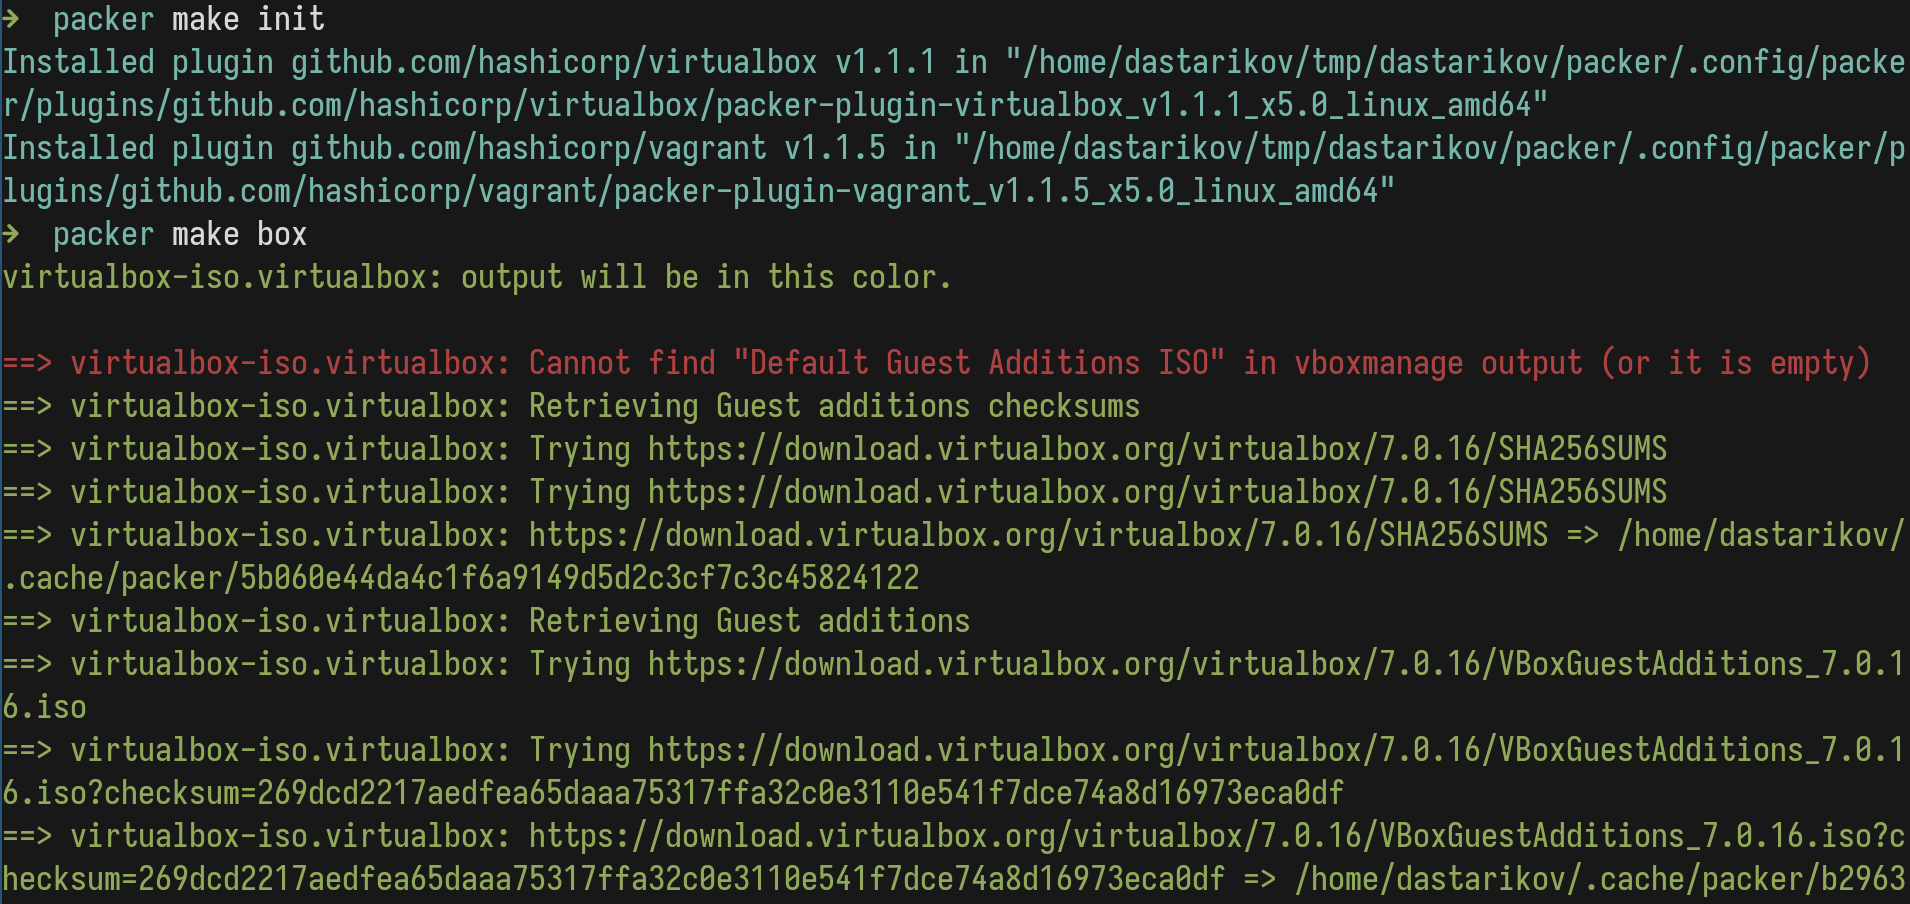 ➜  packer make init
Installed plugin github.com/hashicorp/virtualbox v1.1.1 in "/home/dastarikov/tmp/dastarikov/packer/.config/packe
r/plugins/github.com/hashicorp/virtualbox/packer-plugin-virtualbox_v1.1.1_x5.0_linux_amd64"
Installed plugin github.com/hashicorp/vagrant v1.1.5 in "/home/dastarikov/tmp/dastarikov/packer/.config/packer/p
lugins/github.com/hashicorp/vagrant/packer-plugin-vagrant_v1.1.5_x5.0_linux_amd64"
➜  packer make box
virtualbox-iso.virtualbox: output will be in this color.

==> virtualbox-iso.virtualbox: Cannot find "Default Guest Additions ISO" in vboxmanage output (or it is empty)
==> virtualbox-iso.virtualbox: Retrieving Guest additions checksums
==> virtualbox-iso.virtualbox: Trying https://download.virtualbox.org/virtualbox/7.0.16/SHA256SUMS
==> virtualbox-iso.virtualbox: Trying https://download.virtualbox.org/virtualbox/7.0.16/SHA256SUMS
==> virtualbox-iso.virtualbox: https://download.virtualbox.org/virtualbox/7.0.16/SHA256SUMS => /home/dastarikov/
.cache/packer/5b060e44da4c1f6a9149d5d2c3cf7c3c45824122
==> virtualbox-iso.virtualbox: Retrieving Guest additions
==> virtualbox-iso.virtualbox: Trying https://download.virtualbox.org/virtualbox/7.0.16/VBoxGuestAdditions_7.0.1
6.iso
==> virtualbox-iso.virtualbox: Trying https://download.virtualbox.org/virtualbox/7.0.16/VBoxGuestAdditions_7.0.1
6.iso?checksum=269dcd2217aedfea65daaa75317ffa32c0e3110e541f7dce74a8d16973eca0df
==> virtualbox-iso.virtualbox: https://download.virtualbox.org/virtualbox/7.0.16/VBoxGuestAdditions_7.0.16.iso?c
hecksum=269dcd2217aedfea65daaa75317ffa32c0e3110e541f7dce74a8d16973eca0df => /home/dastarikov/.cache/packer/b2963